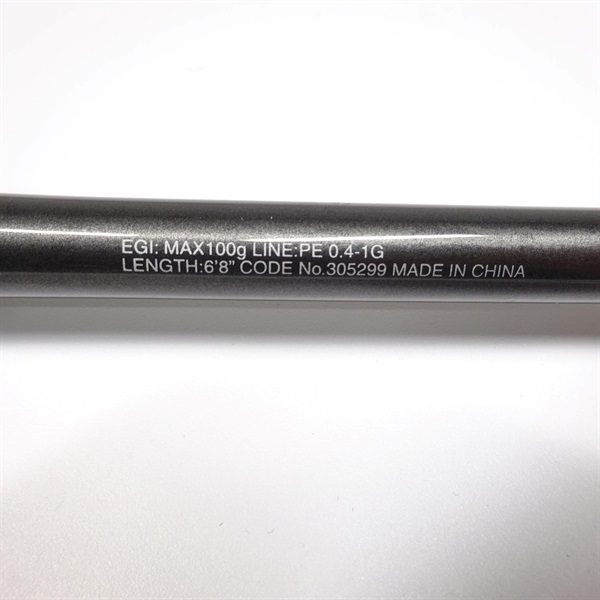 EGI: MAX100g LINE:PE 0.4-1G
LENGTH:6'8" CODE No.305299 MADE IN CHINA